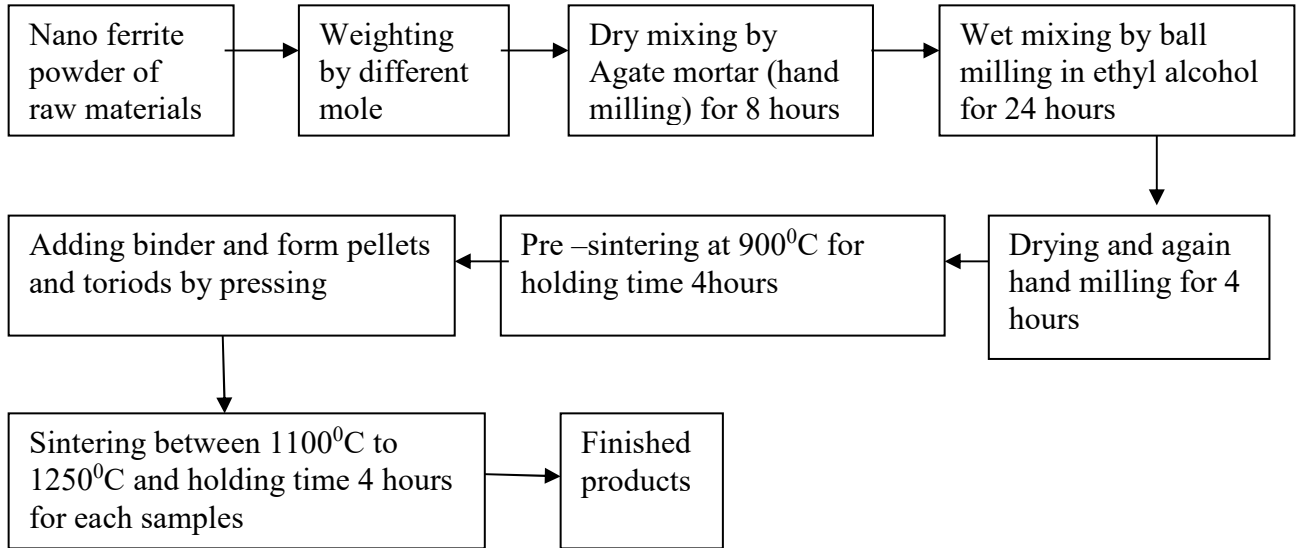 Nano ferrite
powder of
raw materials
Weighting
by different
mole
Dry mixing by
Agate mortar (hand
milling) for 8 hours
Wet mixing by ball
milling in ethyl alcohol
for 24 hours
Drying and again
hand milling for 4
hours
Pre –sintering at 900⁰C for
holding time 4hours
Adding binder and form pellets
and toriods by pressing
Sintering between 1100⁰C to
1250⁰C and holding time 4 hours
for each samples
Finished
products